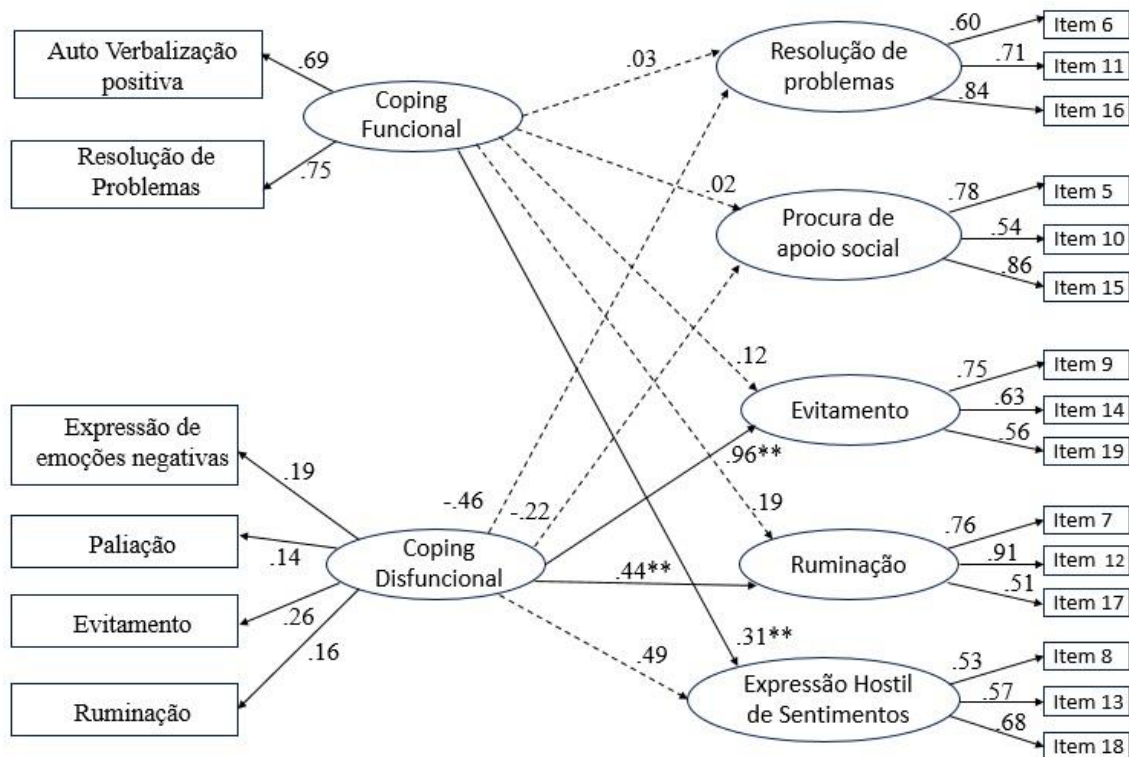 Auto Verbalização
positiva
.69
Coping
Funcional
Resolução de
Problemas
.75
.03
.02
.12
.19
.31**
Expressão de
emoções negativas
.19
Paliação
.14
Evitamento
.26
Ruminação
.16
Coping
Disfuncional
-.46
-.22
.96**
.44**
.49
Resolução de
problemas
.60
Item 6
.71
Item 11
.84
Item 16
Procura de
apoio social
.78
Item 5
.54
Item 10
.86
Item 15
Evitamento
.75
Item 9
.63
Item 14
.56
Item 19
Ruminação
.76
Item 7
.91
Item 12
.51
Item 17
Expressão Hostil
de Sentimentos
.53
Item 8
.57
Item 13
.68
Item 18